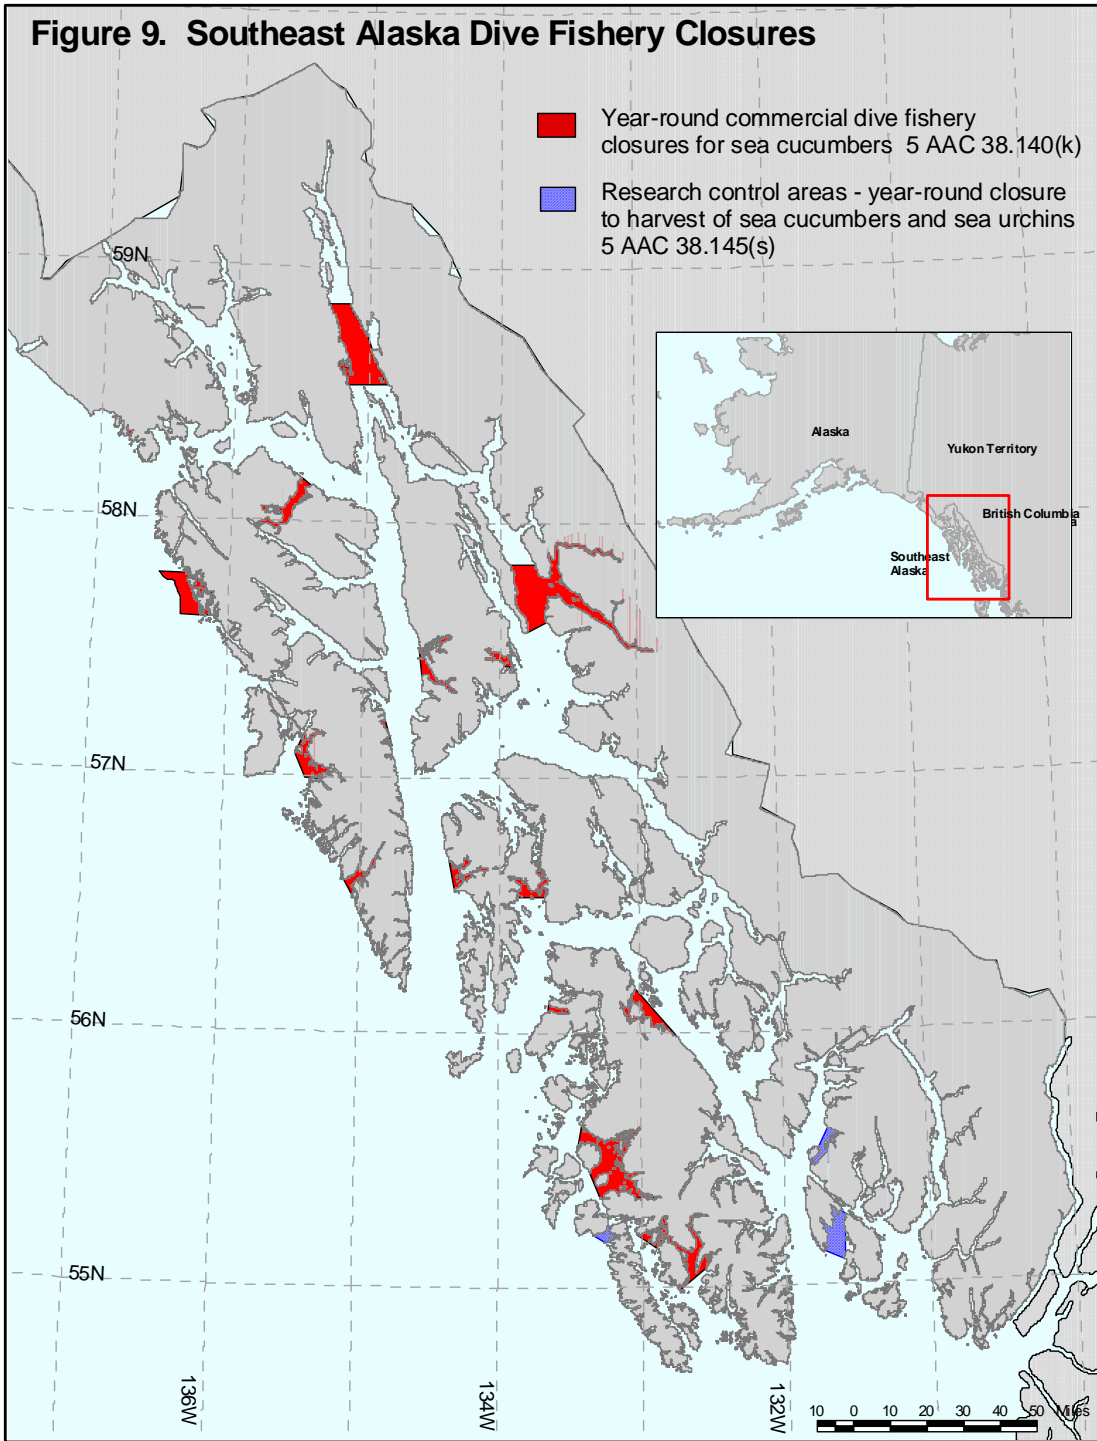 Figure 9. Southeast Alaska Dive Fishery Closures
Year-round commercial dive fishery
closures for sea cucumbers 5 AAC 38.140(k)
Research control areas - year-round closure
to harvest of sea cucumbers and sea urchins
5 AAC 38.145(s)
59N
Alaska
Yukon Territory
58N
British Columbia
Southeast
Alaska
57N
56N
55N
136W
134W
132W
10 0 10 20 30 40 50 Miles